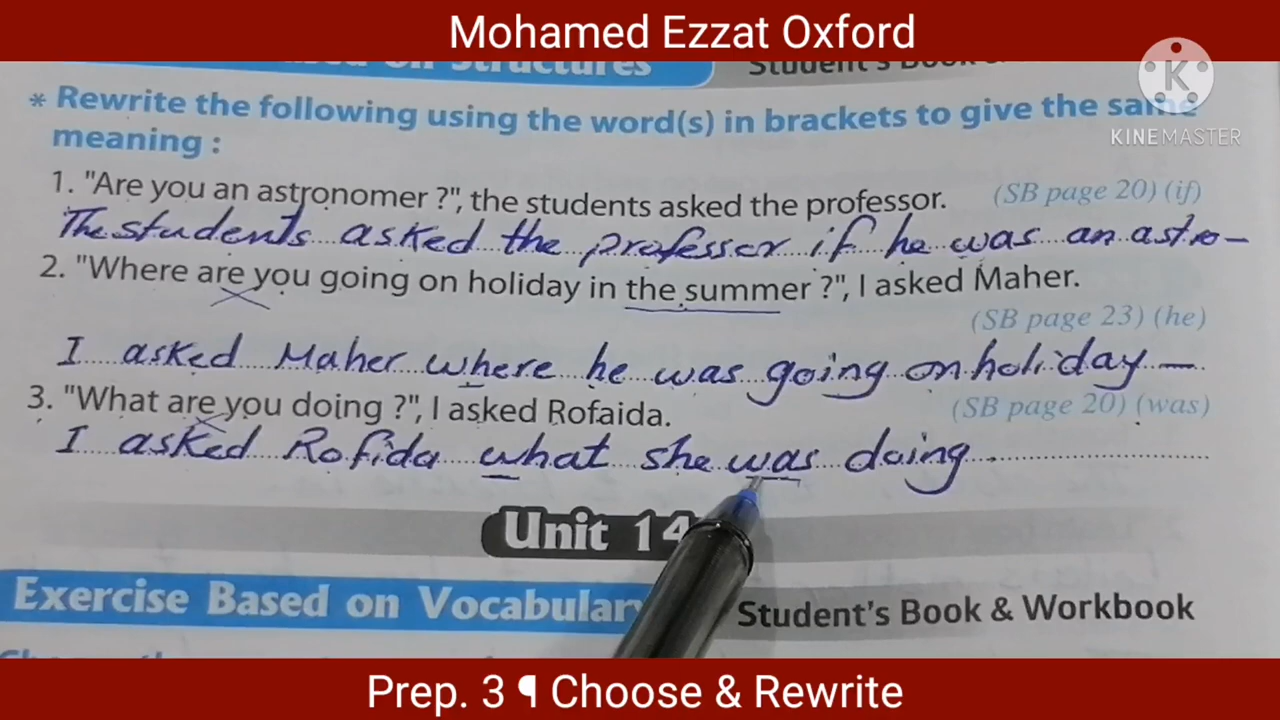 Mohamed Ezzat Oxford
Structures
Student's Book
K
KINEMASTER
* Rewrite the following using the word(s) in brackets to give the same
meaning :
1. "Are you an astronomer ?", the students asked the professor. (SB page 20) (if)
The students asked the professor if he was an astro-
2. "Where are you going on holiday in the summer ?", I asked Maher.
(SB page 23) (he)
I asked Maher where he was going on holiday -
3. "What are you doing ?", I asked Rofaida. (SB page 20) (was)
I asked Rofida what she was doing .
Unit 14
Exercise Based on Vocabulary Student's Book & Workbook
Prep. 3 ¶ Choose & Rewrite